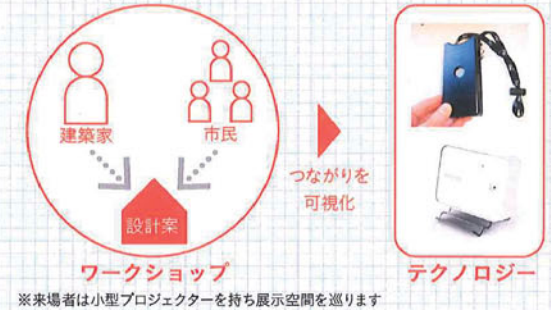 建築家
市民
設計案
ワークショップ
つながりを
可視化
テクノロジー
※来場者は小型プロジェクターを持ち展示空間を巡ります